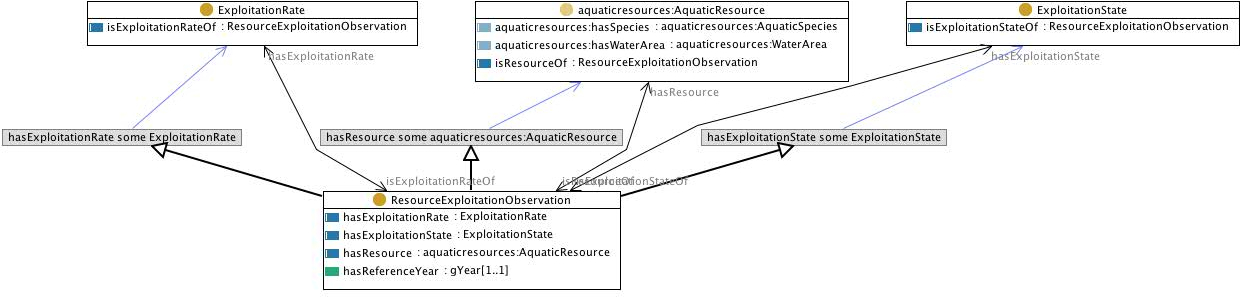 ExploitationRate
isExploitationRateOf : ResourceExploitationObservation
aquaticresources:AquaticResource
aquaticresources:hasSpecies : aquaticresources:AquaticSpecies
aquaticresources:hasWaterArea : aquaticresources:WaterArea
isResourceOf : ResourceExploitationObservation
ExploitationState
isExploitationStateOf : ResourceExploitationObservation
hasExploitationRate
hasResource
hasExploitationState
hasExploitationRate some ExploitationRate
hasResource some aquaticresources:AquaticResource
hasExploitationState some ExploitationState
isExploitationRateOf
isResourceOf
isExploitationStateOf
ResourceExploitationObservation
hasExploitationRate : ExploitationRate
hasExploitationState : ExploitationState
hasResource : aquaticresources:AquaticResource
hasReferenceYear : gYear[1..1]